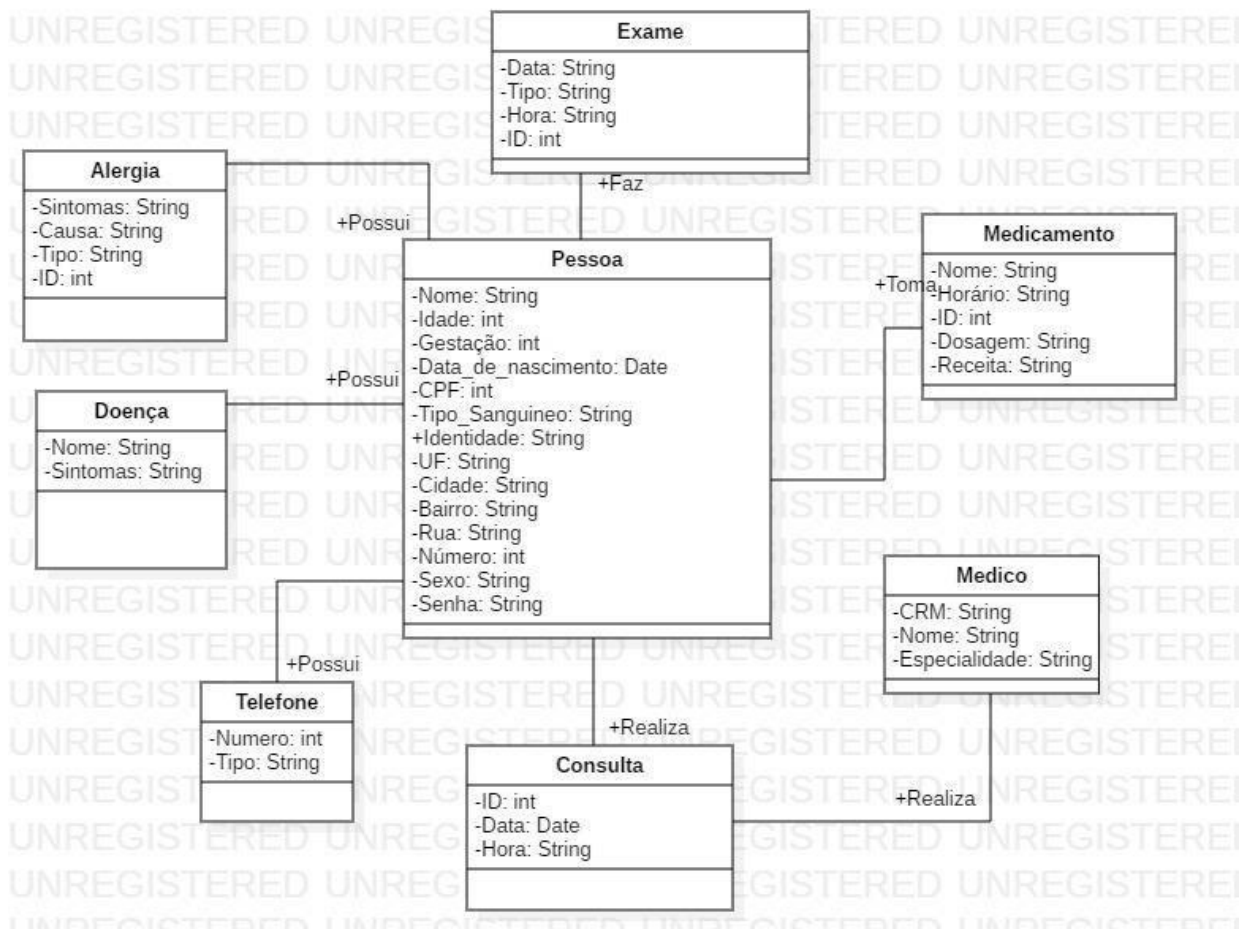 Exame
-Data: String
-Tipo: String
-Hora: String
-ID: int
+Faz
Alergia
-Sintomas: String
-Causa: String
-Tipo: String
-ID: int
+Possui
Medicamento
-Nome: String
-Horário: String
-ID: int
-Dosagem: String
-Receita: String
+Toma
Pessoa
-Nome: String
-Idade: int
-Gestação: int
-Data_de_nascimento: Date
-CPF: int
-Tipo_Sanguineo: String
+Identidade: String
-UF: String
-Cidade: String
-Bairro: String
-Rua: String
-Número: int
-Sexo: String
-Senha: String
+Possui
Doença
-Nome: String
-Sintomas: String
Medico
-CRM: String
-Nome: String
-Especialidade: String
+Possui
Telefone
-Numero: int
-Tipo: String
+Realiza
Consulta
-ID: int
-Data: Date
-Hora: String
+Realiza
UNREGISTERED